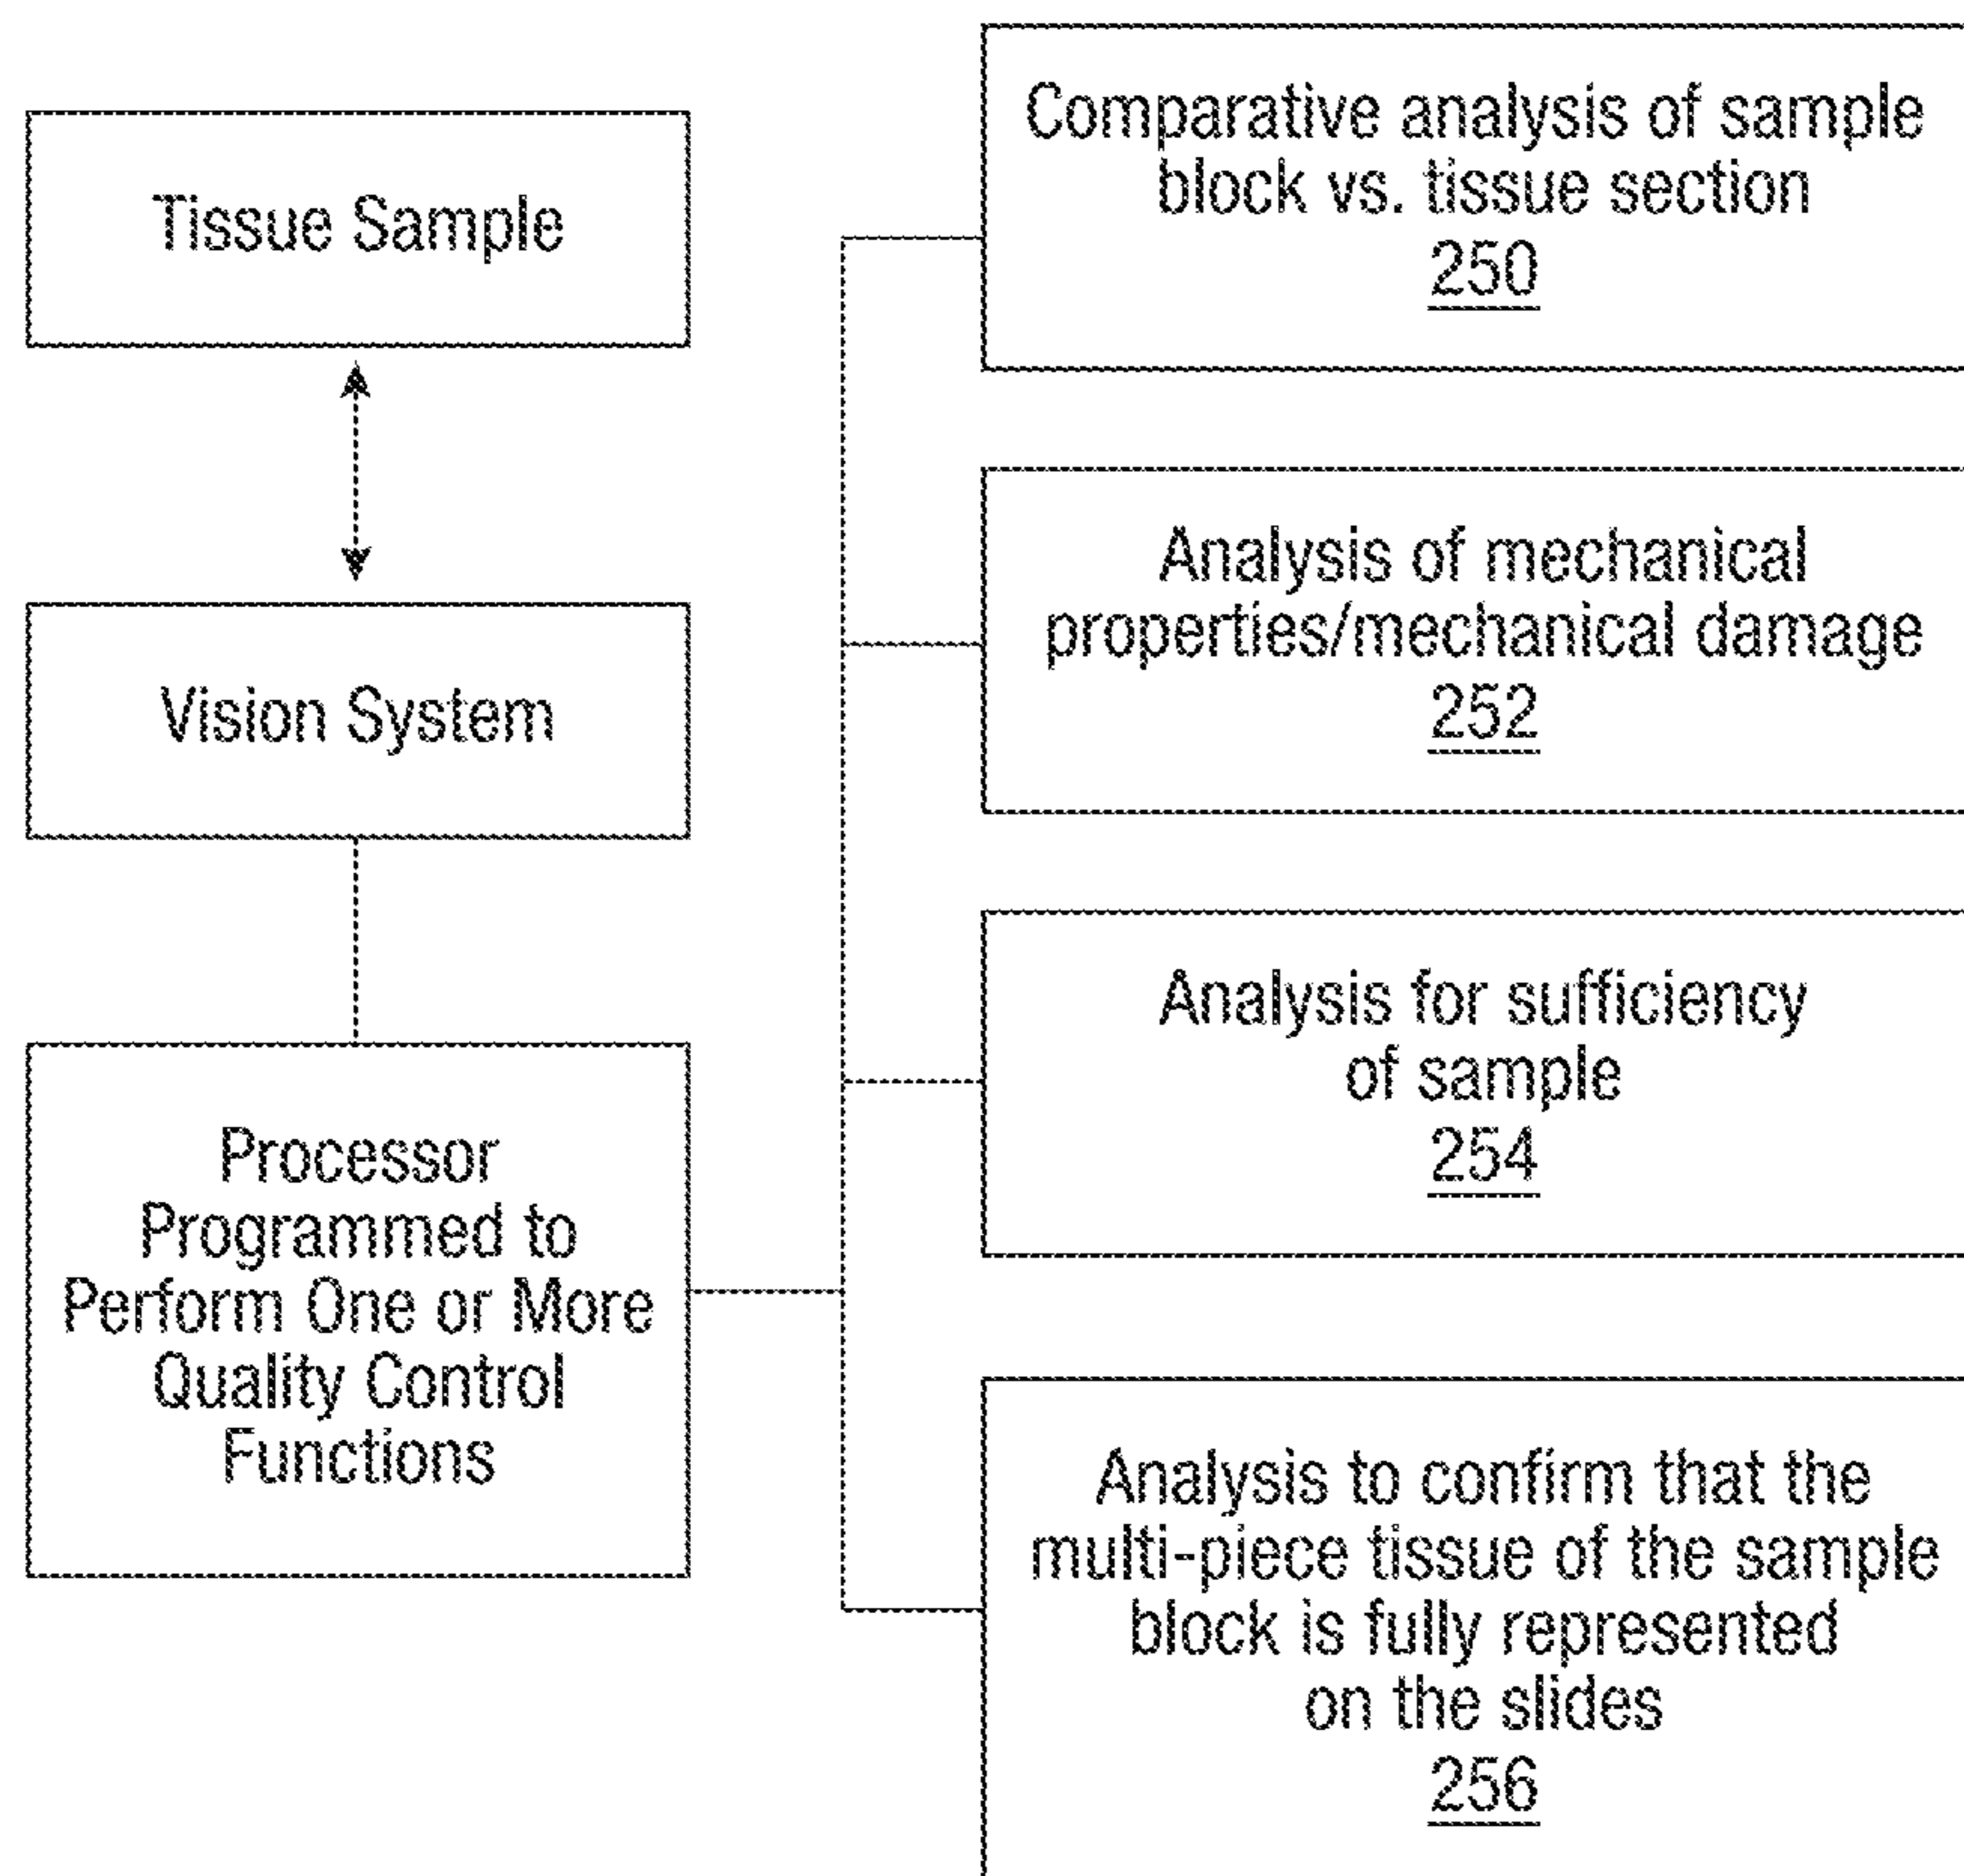 Tissue Sample
Vision System
Processor
Programmed to
Perform One or More
Quality Control
Functions
Comparative analysis of sample
block vs. tissue section
250
Analysis of mechanical
properties/mechanical damage
252
Analysis for sufficiency
of sample
254
Analysis to confirm that the
multi-piece tissue of the sample
block is fully represented
on the slides
256